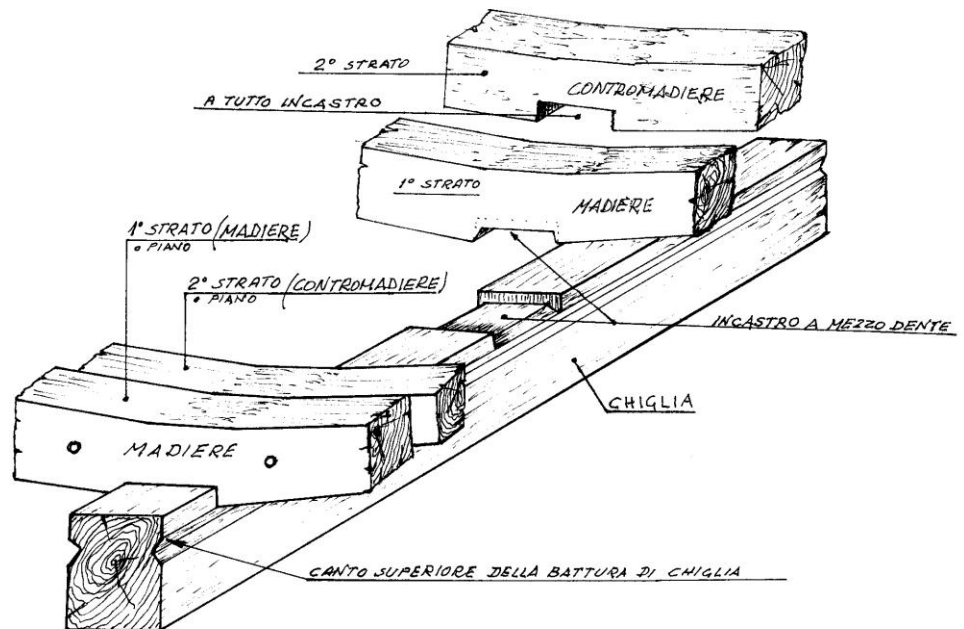 2° STRATO
CONTROMADIERE
A TUTTO INCASTRO
1° STRATO
MADIERE
1° STRATO (MADIERE)
o PIANO
2° STRATO (CONTROMADIERE)
o PIANO
INCASTRO A MEZZO DENTE
CHIGLIA
MADIERE
CANTO SUPERIORE DELLA BATTURA DI CHIGLIA